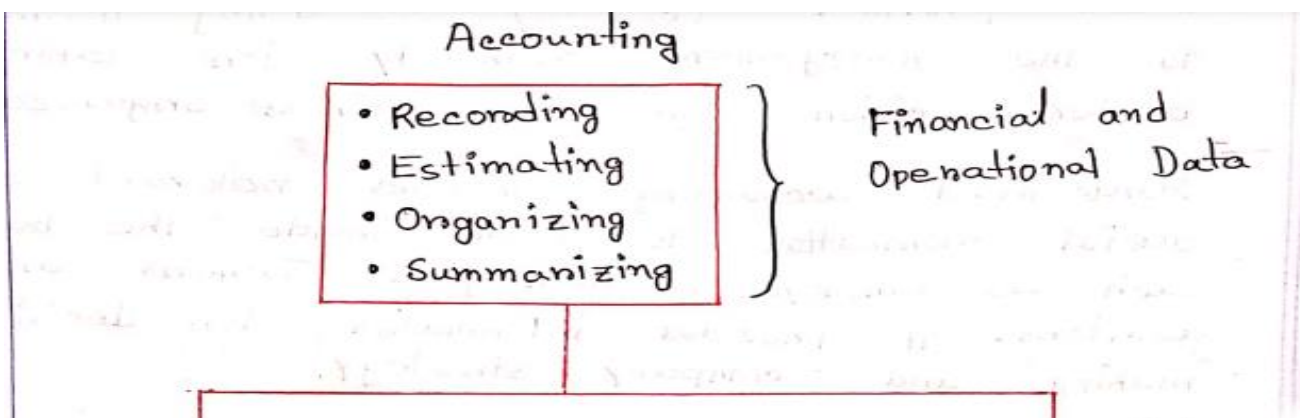 Accounting
• Recording
• Estimating
• Organizing
• Summarizing
Financial and
Operational Data